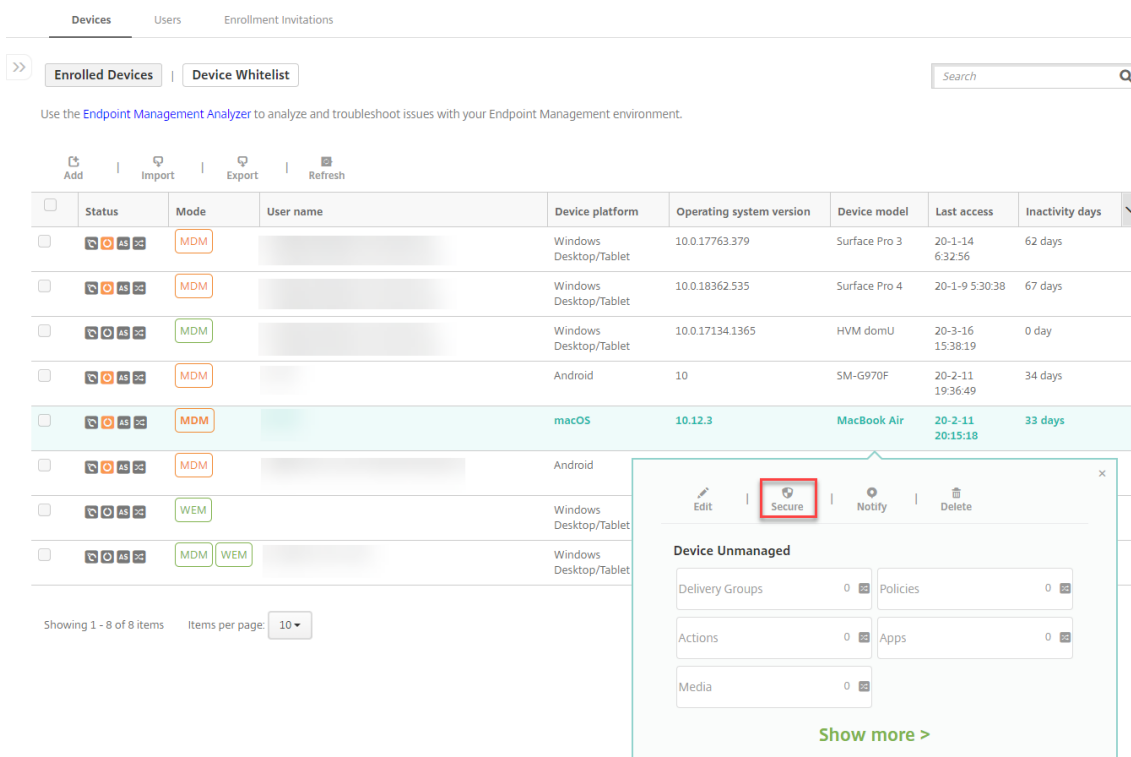 Devices Users Enrollment Invitations
Enrolled Devices | Device Whitelist Search
Use the Endpoint Management Analyzer to analyze and troubleshoot issues with your Endpoint Management environment.
Add | Import | Export | Refresh
Status Mode User name Device platform Operating system version Device model Last access Inactivity days
AS MDM Windows 10.0.17763.379 Surface Pro 3 20-1-14 62 days
Desktop/Tablet 6:32:56
AS MDM Windows 10.0.18362.535 Surface Pro 4 20-1-9 5:30:38 67 days
Desktop/Tablet
AS MDM Windows 10.0.17134.1365 HVM domU 20-3-16 0 day
Desktop/Tablet 15:38:19
AS MDM Android 10 SM-G970F 20-2-11 34 days
19:36:49
AS MDM macOS 10.12.3 MacBook Air 20-2-11 33 days
20:15:18
AS MDM Android
AS WEM Windows
Desktop/Tablet
AS MDM WEM Windows
Desktop/Tablet
Showing 1 - 8 of 8 items Items per page: 10
×
Edit | Secure | Notify | Delete
Device Unmanaged
Delivery Groups 0 Policies 0
Actions 0 Apps 0
Media 0
Show more >